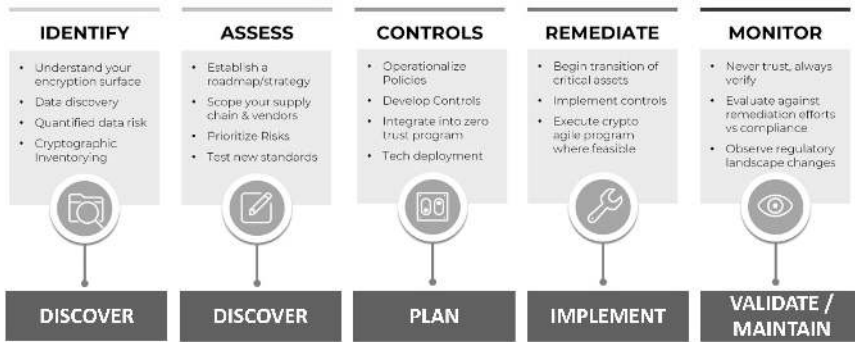 IDENTIFY
• Understand your
encryption surface
• Data discovery
• Quantified data risk
• Cryptographic
Inventorying
DISCOVER
ASSESS
• Establish a
roadmap/strategy
• Scope your supply
chain & vendors
• Prioritize Risks
• Test new standards
DISCOVER
CONTROLS
• Operationalize
Policies
• Develop Controls
• Integrate into zero
trust program
• Tech deployment
PLAN
REMEDIATE
• Begin transition of
critical assets
• Implement controls
• Execute crypto
agile program
where feasible
IMPLEMENT
MONITOR
• Never trust, always
verify
• Evaluate against
remediation efforts
vs compliance
• Observe regulatory
landscape changes
VALIDATE /
MAINTAIN